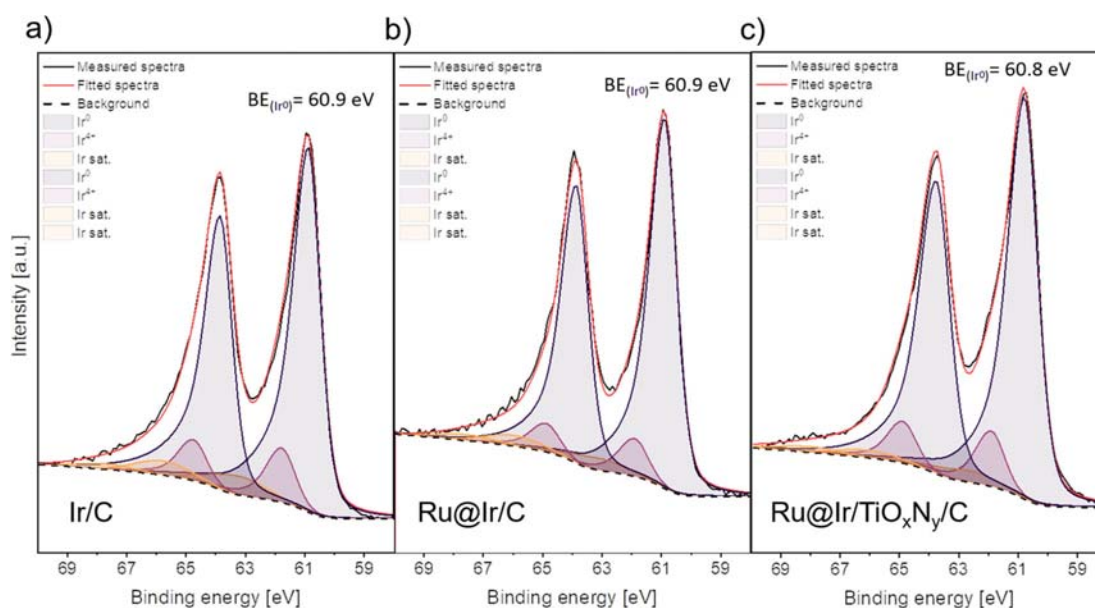 a)
Measured spectra
Fitted spectra
Background
Ir⁰
Ir⁴⁺
Ir sat.
Ir⁰
Ir⁴⁺
Ir sat.
Ir sat.
BE(Ir⁰)= 60.9 eV
Ir/C
69 67 65 63 61 59
Binding energy [eV]
Intensity [a.u.]
b)
Measured spectra
Fitted spectra
Background
Ir⁰
Ir⁴⁺
Ir sat.
Ir⁰
Ir⁴⁺
Ir sat.
Ir sat.
BE(Ir⁰)= 60.9 eV
Ru@Ir/C
69 67 65 63 61 59
Binding energy [eV]
c)
Measured spectra
Fitted spectra
Background
Ir⁰
Ir⁴⁺
Ir sat.
Ir⁰
Ir⁴⁺
Ir sat.
Ir sat.
BE(Ir⁰)= 60.8 eV
Ru@Ir/TiOₓNᵧ/C
69 67 65 63 61 59
Binding energy [eV]